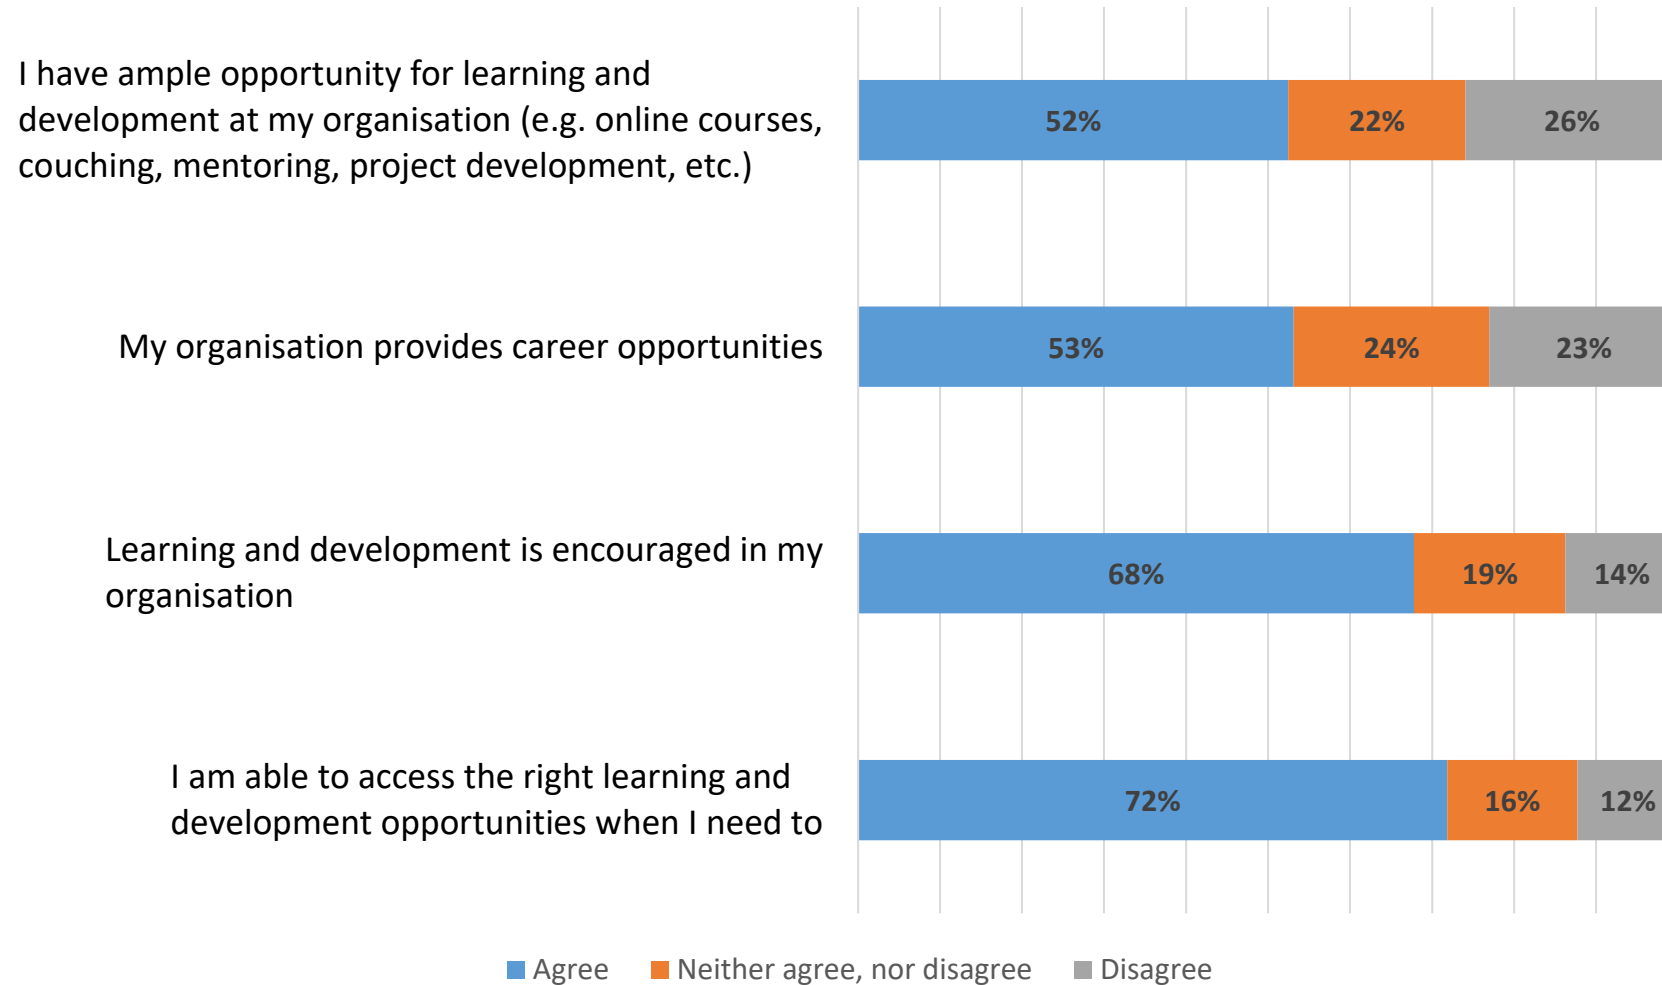 I have ample opportunity for learning and
development at my organisation (e.g. online courses,
couching, mentoring, project development, etc.)
52% 22% 26%
My organisation provides career opportunities
53% 24% 23%
Learning and development is encouraged in my
organisation
68% 19% 14%
I am able to access the right learning and
development opportunities when I need to
72% 16% 12%
Agree Neither agree, nor disagree Disagree